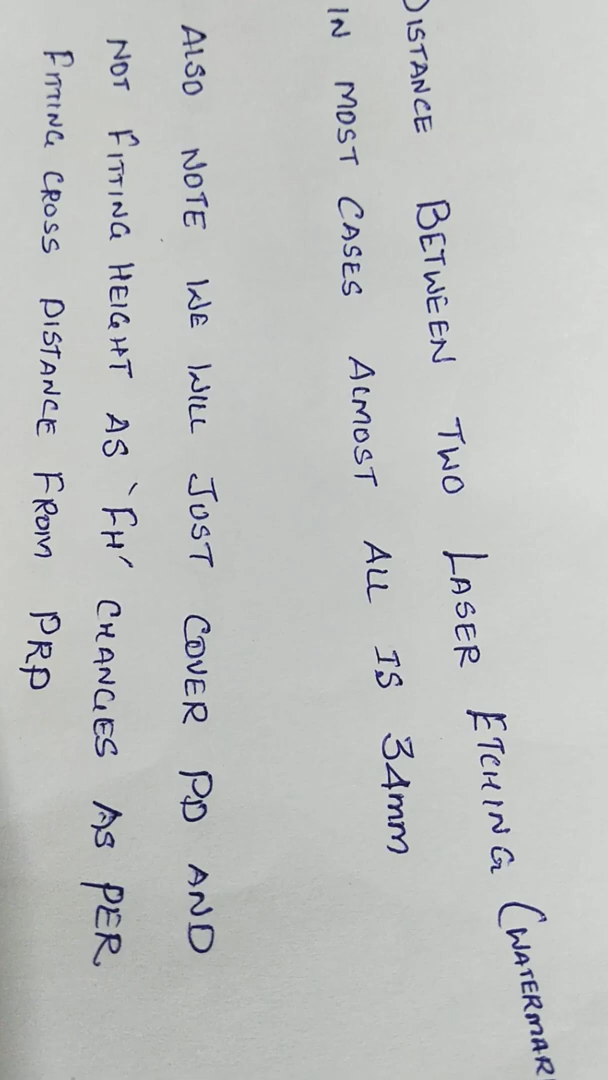 DISTANCE BETWEEN TWO LASER ETCHING (WATERMARK
IN MOST CASES ALMOST ALL IS 34mm
ALSO NOTE WE WILL JUST COVER PD AND
NOT FITTING HEIGHT AS 'FH' CHANGES AS PER
FITTING CROSS DISTANCE FROM PRP